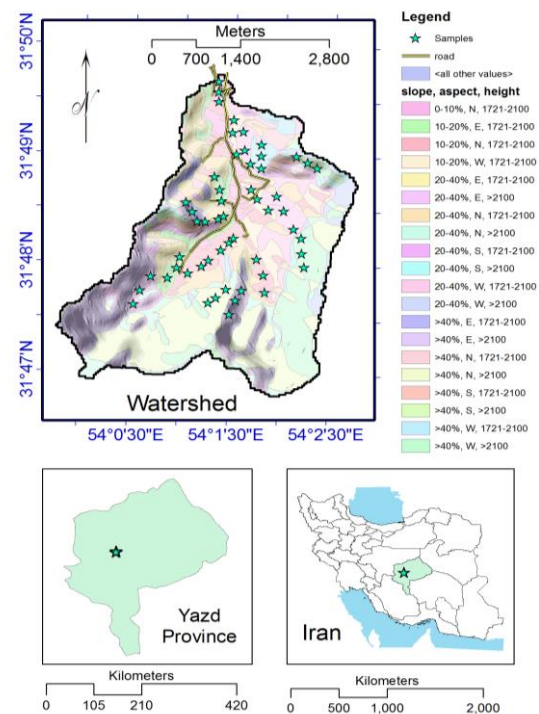 Meters
0 700 1,400 2,800
31°50'N
31°49'N
31°48'N
31°47'N
N
Watershed
54°0'30"E 54°1'30"E 54°2'30"E
Legend
Samples
road
<all other values>
slope, aspect, height
0-10%, N, 1721-2100
10-20%, E, 1721-2100
10-20%, N, 1721-2100
10-20%, W, 1721-2100
20-40%, E, 1721-2100
20-40%, E, >2100
20-40%, N, 1721-2100
20-40%, N, >2100
20-40%, S, 1721-2100
20-40%, S, >2100
20-40%, W, 1721-2100
20-40%, W, >2100
>40%, E, 1721-2100
>40%, E, >2100
>40%, N, 1721-2100
>40%, N, >2100
>40%, S, 1721-2100
>40%, S, >2100
>40%, W, 1721-2100
>40%, W, >2100
Yazd
Province
Kilometers
0 105 210 420
Iran
Kilometers
0 500 1,000 2,000